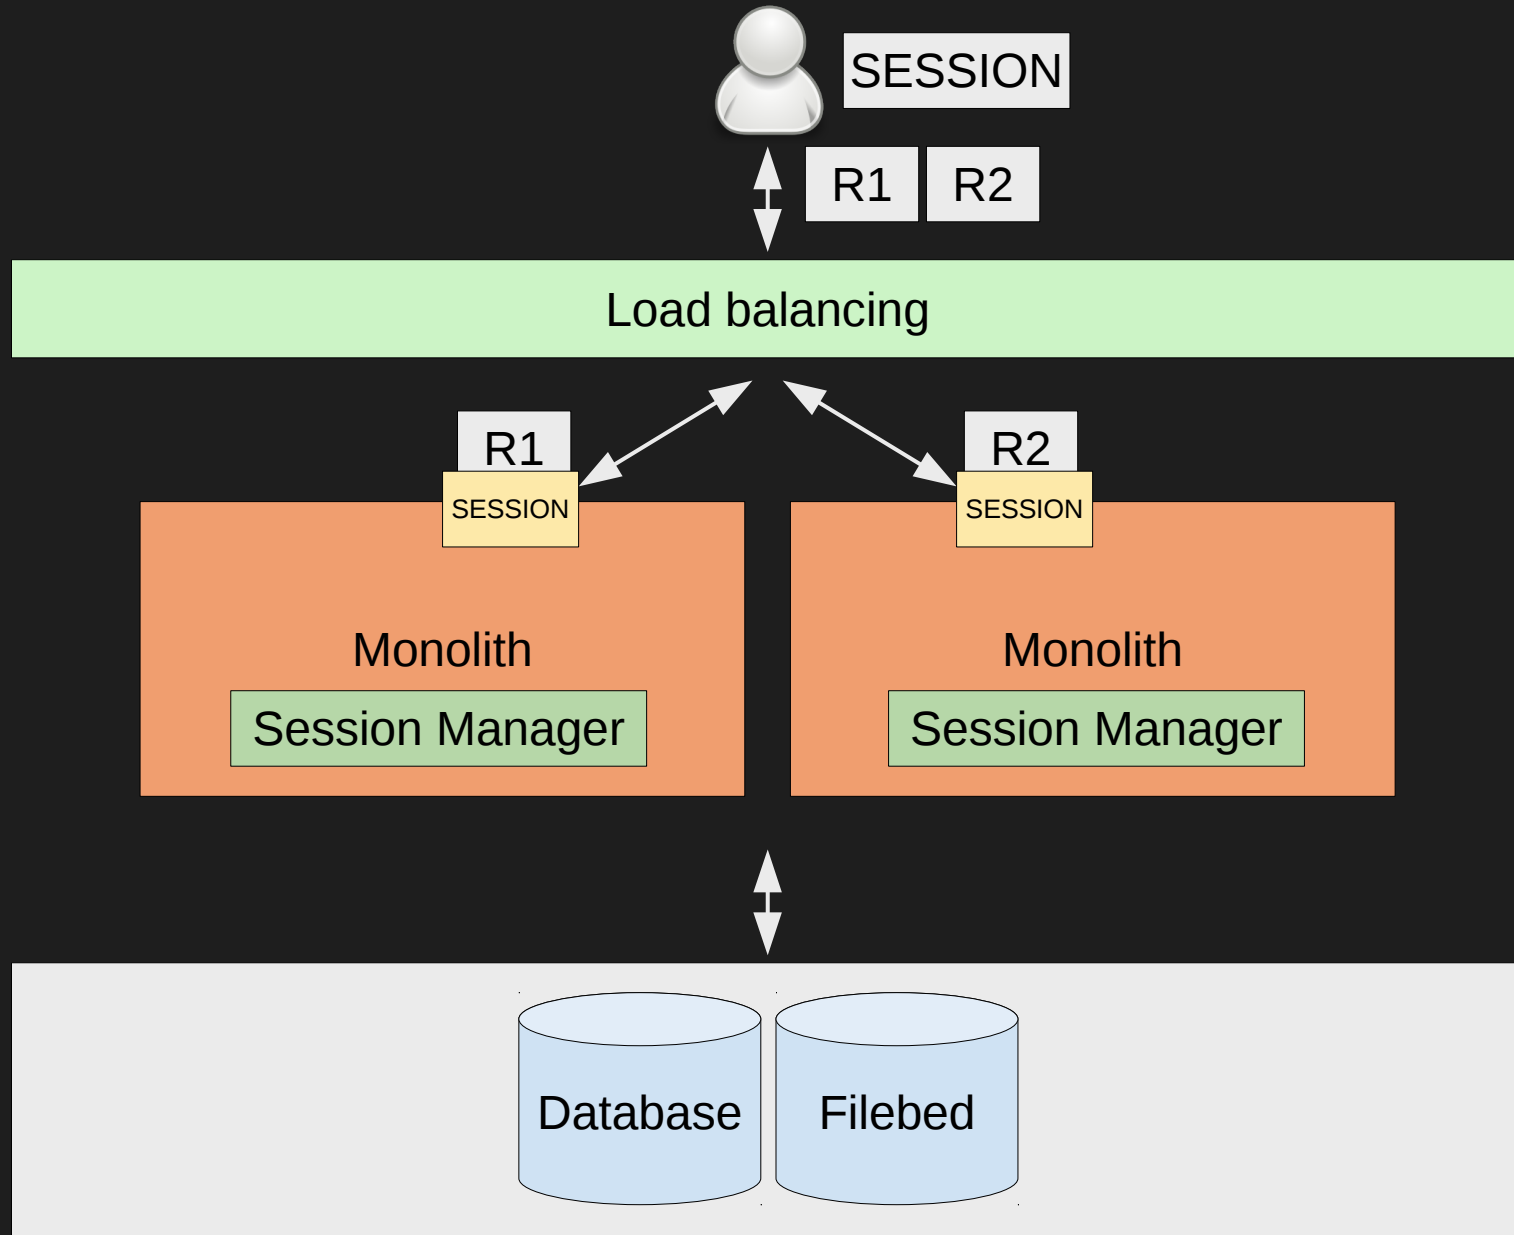 SESSION
R1 R2
Load balancing
R1 R2
SESSION SESSION
Monolith Monolith
Session Manager Session Manager
Database Filebed